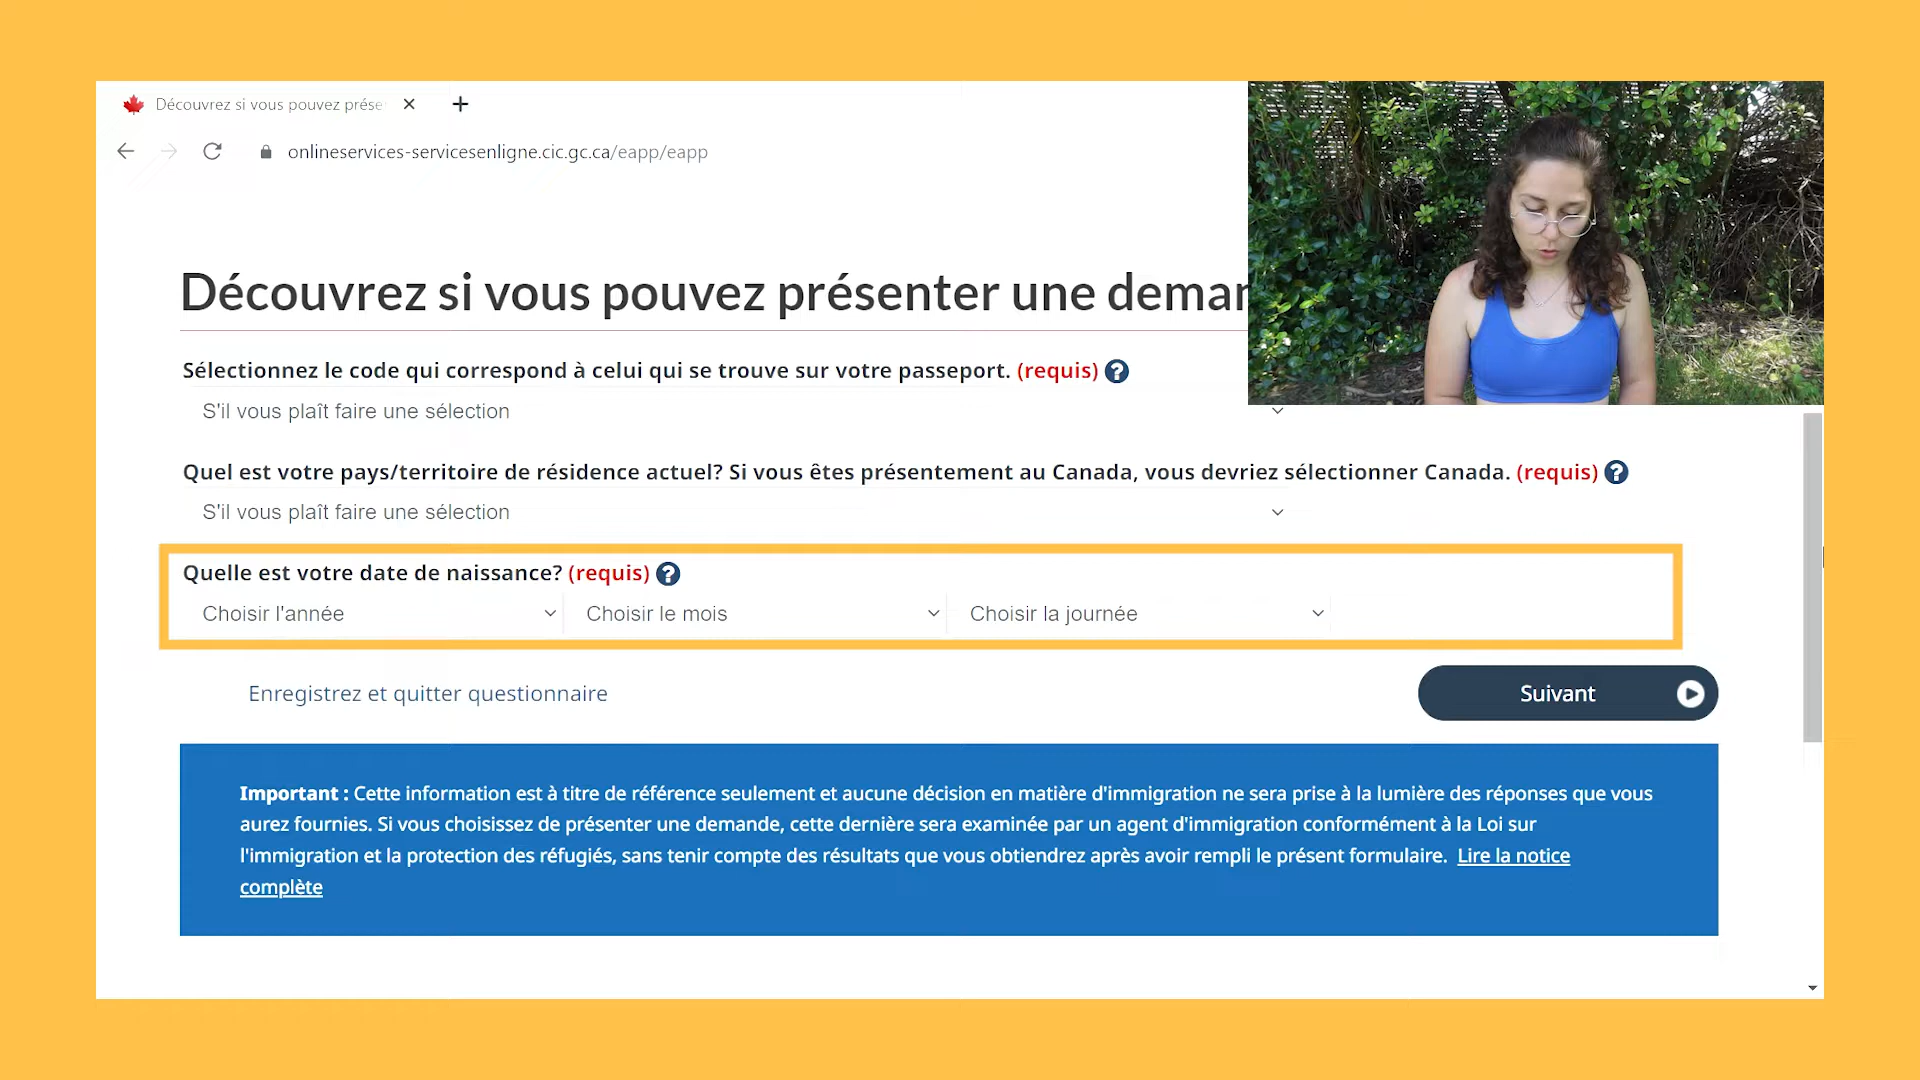 Découvrez si vous pouvez prése
onlineservices-servicesenligne.cic.gc.ca/eapp/eapp
Découvrez si vous pouvez présenter une deman
Sélectionnez le code qui correspond à celui qui se trouve sur votre passeport. (requis) ?
S'il vous plaît faire une sélection
Quel est votre pays/territoire de résidence actuel? Si vous êtes présentement au Canada, vous devriez sélectionner Canada. (requis) ?
S'il vous plaît faire une sélection
Quelle est votre date de naissance? (requis) ?
Choisir l'année Choisir le mois Choisir la journée
Enregistrez et quitter questionnaire Suivant
Important : Cette information est à titre de référence seulement et aucune décision en matière d'immigration ne sera prise à la lumière des réponses que vous
aurez fournies. Si vous choisissez de présenter une demande, cette dernière sera examinée par un agent d'immigration conformément à la Loi sur
l'immigration et la protection des réfugiés, sans tenir compte des résultats que vous obtiendrez après avoir rempli le présent formulaire. Lire la notice
complète